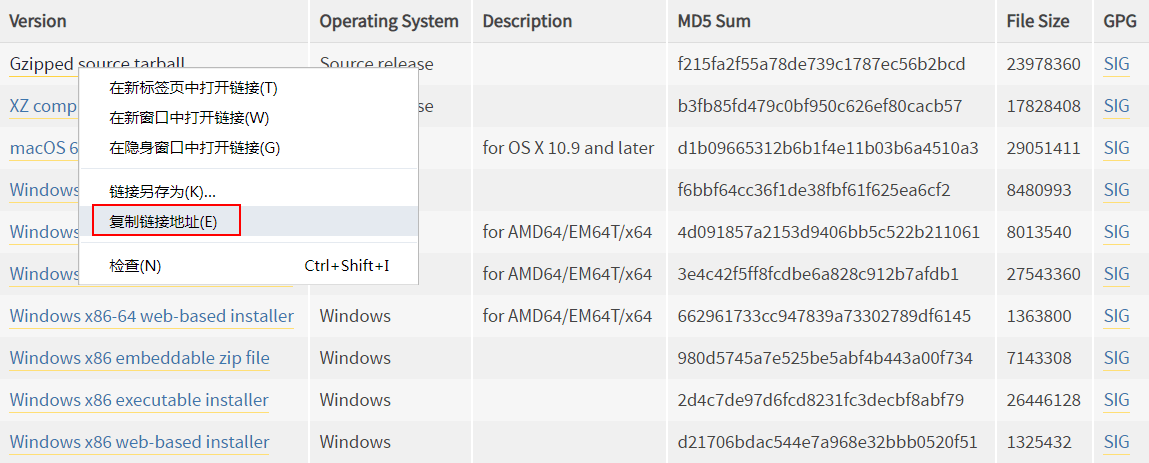 Version Operating System Description MD5 Sum File Size GPG
Gzipped source tarball Source release f215fa2f55a78de739c1787ec56b2bcd 23978360 SIG
在新标签页中打开链接(T)
XZ comp se b3fb85fd479c0bf950c626ef80cacb57 17828408 SIG
在新窗口中打开链接(W)
macOS 6 for OS X 10.9 and later d1b09665312b6b1f4e11b03b6a4510a3 29051411 SIG
在隐身窗口中打开链接(G)
Windows f6bbf64cc36f1de38fbf61f625ea6cf2 8480993 SIG
链接另存为(K)...
复制链接地址(E)
Windows for AMD64/EM64T/x64 4d091857a2153d9406bb5c522b211061 8013540 SIG
检查(N) Ctrl+Shift+I
Windows for AMD64/EM64T/x64 3e4c42f5ff8fcdbe6a828c912b7afdb1 27543360 SIG
Windows x86-64 web-based installer Windows for AMD64/EM64T/x64 662961733cc947839a73302789df6145 1363800 SIG
Windows x86 embeddable zip file Windows 980d5745a7e525be5abf4b443a00f734 7143308 SIG
Windows x86 executable installer Windows 2d4c7de97d6fcd8231fc3decbf8abf79 26446128 SIG
Windows x86 web-based installer Windows d21706bdac544e7a968e32bbb0520f51 1325432 SIG